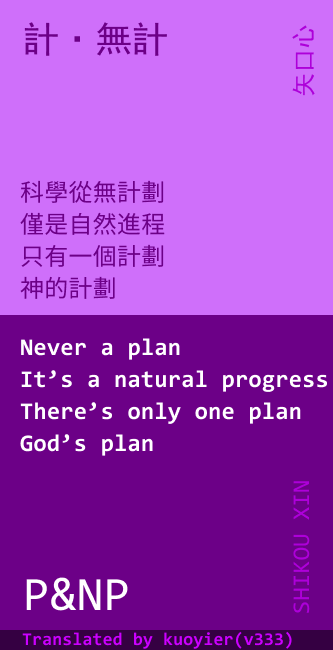 計・無計
矢口心
科學從無計劃
僅是自然進程
只有一個計劃
神的計劃
Never a plan
It’s a natural progress
There’s only one plan
God’s plan
SHIKOU XIN
P&NP
Translated by kuoyier(v333)